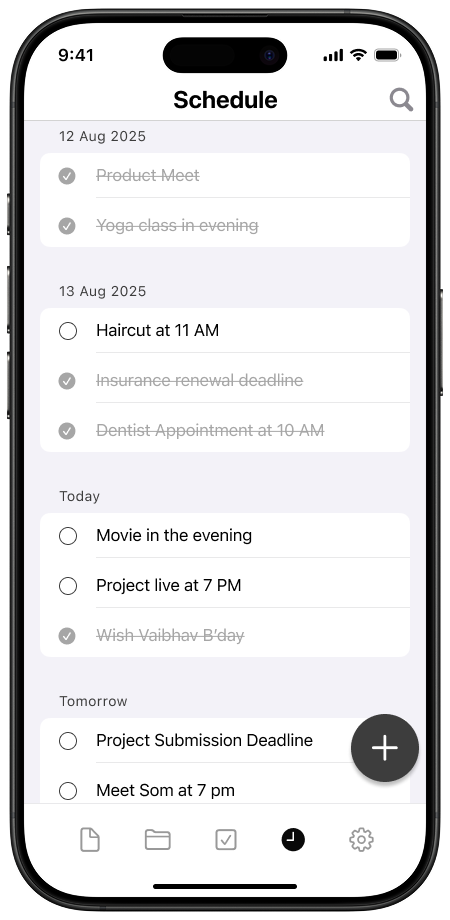 9:41
Schedule
12 Aug 2025
Product Meet
Yoga class in evening
13 Aug 2025
Haircut at 11 AM
Insurance renewal deadline
Dentist Appointment at 10 AM
Today
Movie in the evening
Project live at 7 PM
Wish Vaibhav B’day
Tomorrow
Project Submission Deadline
Meet Som at 7 pm